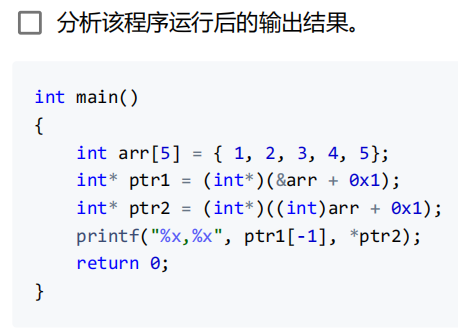 分析该程序运行后的输出结果。
int main()
{
    int arr[5] = { 1, 2, 3, 4, 5};
    int* ptr1 = (int*)(&arr + 0x1);
    int* ptr2 = (int*)((int)arr + 0x1);
    printf("%x,%x", ptr1[-1], *ptr2);
    return 0;
}